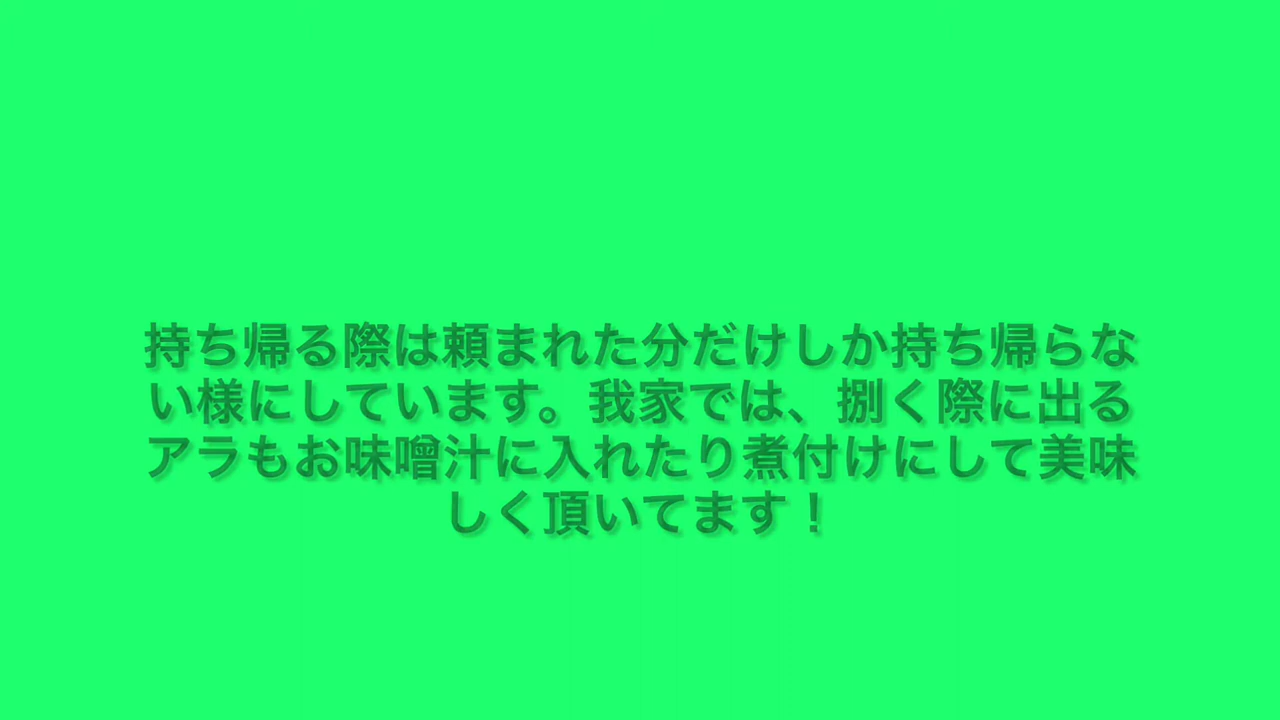 持ち帰る際は頼まれた分だけしか持ち帰らな
い様にしています。我家では、捌く際に出る
アラもお味噌汁に入れたり煮付けにして美味
しく頂いてます！